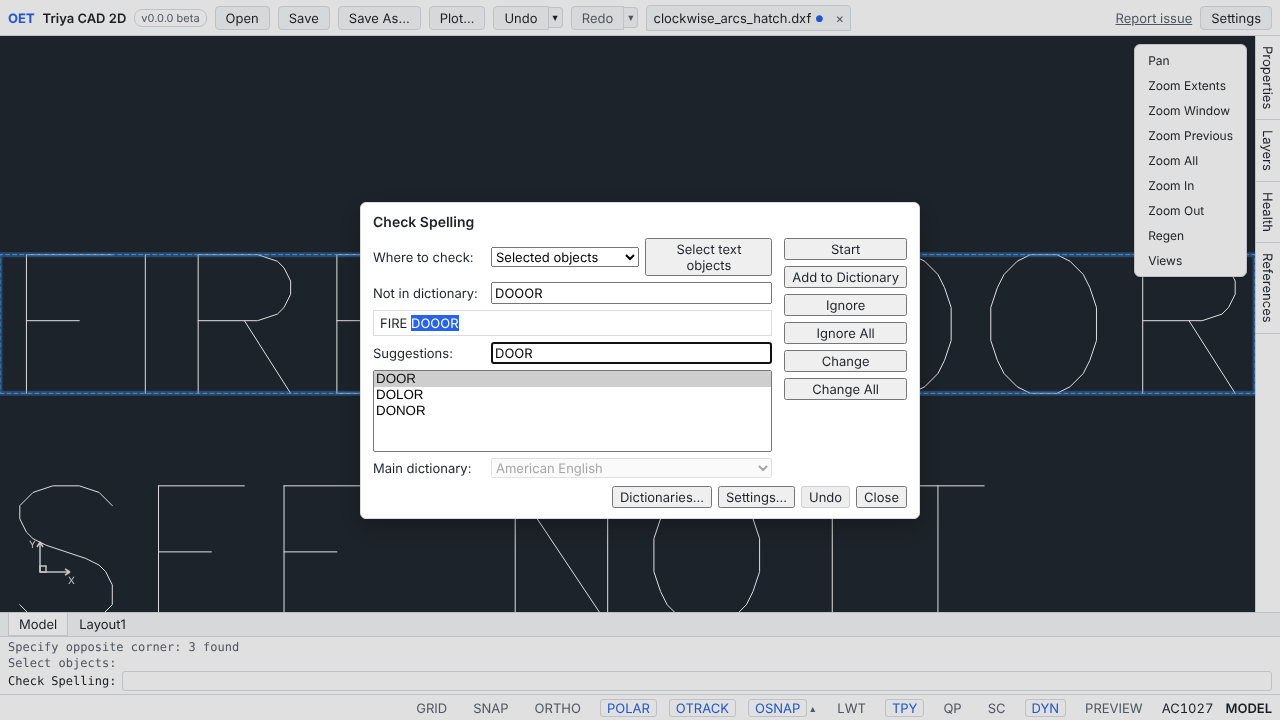 OET Triya CAD 2D v0.0.0 beta Open Save Save As... Plot... Undo ▼ Redo ▼ clockwise_arcs_hatch.dxf ● × Report issue Settings
Pan
Zoom Extents
Zoom Window
Zoom Previous
Zoom All
Zoom In
Zoom Out
Regen
Views
Properties
Layers
Health
References
Check Spelling
Where to check: Selected objects Select text objects
Not in dictionary: DOOOR
FIRE DOOOR
Suggestions: DOOR
DOOR
DOLOR
DONOR
Main dictionary: American English
Start
Add to Dictionary
Ignore
Ignore All
Change
Change All
Dictionaries... Settings... Undo Close
SEE NOT
Y
X
Model Layout1
Specify opposite corner: 3 found
Select objects:
Check Spelling:
GRID SNAP ORTHO POLAR OTRACK OSNAP ▲ LWT TPY QP SC DYN PREVIEW AC1027 MODEL